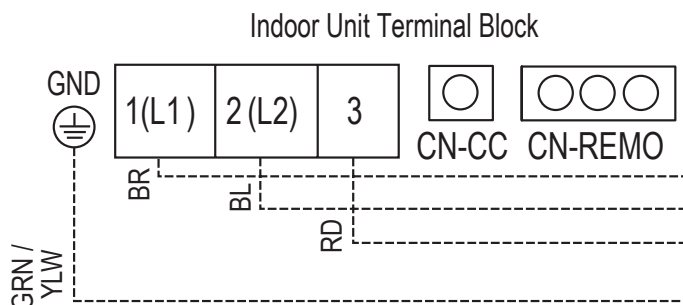 Indoor Unit Terminal Block
GND
1(L1)
2 (L2)
3
CN-CC
CN-REMO
BR
BL
RD
GRN /
YLW